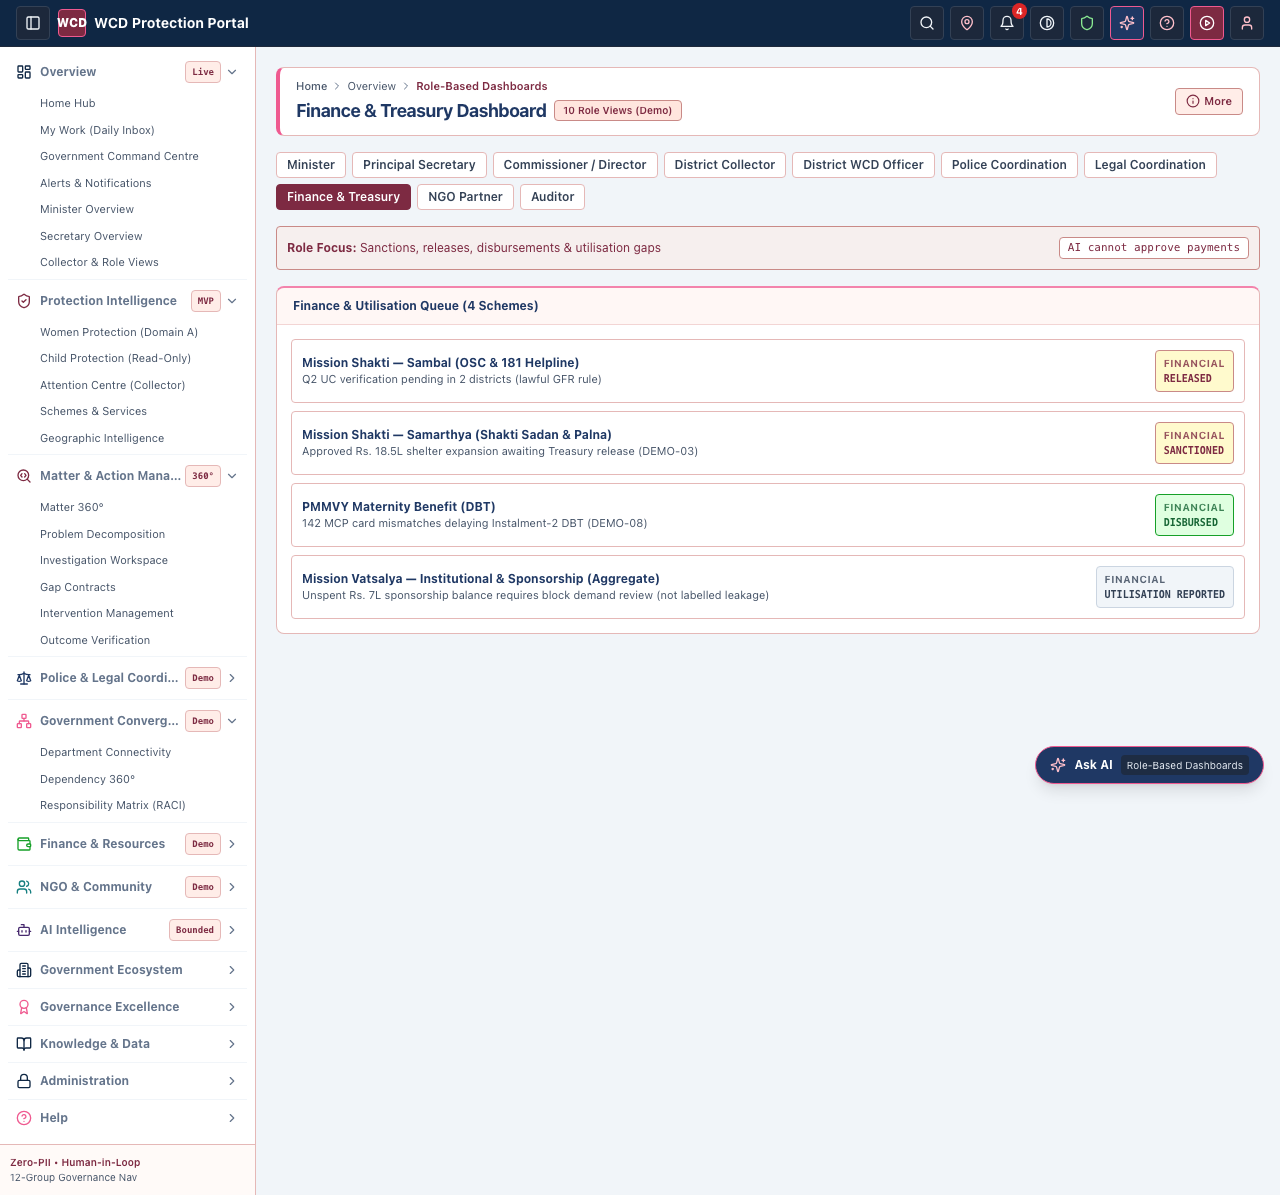 WCD WCD Protection Portal
4
Overview Live
Home Hub
My Work (Daily Inbox)
Government Command Centre
Alerts & Notifications
Minister Overview
Secretary Overview
Collector & Role Views
Protection Intelligence MVP
Women Protection (Domain A)
Child Protection (Read-Only)
Attention Centre (Collector)
Schemes & Services
Geographic Intelligence
Matter & Action Mana... 360°
Matter 360°
Problem Decomposition
Investigation Workspace
Gap Contracts
Intervention Management
Outcome Verification
Police & Legal Coordi... Demo
Government Converg... Demo
Department Connectivity
Dependency 360°
Responsibility Matrix (RACI)
Finance & Resources Demo
NGO & Community Demo
AI Intelligence Bounded
Government Ecosystem
Governance Excellence
Knowledge & Data
Administration
Help
Zero-PII • Human-in-Loop
12-Group Governance Nav
Home > Overview > Role-Based Dashboards
Finance & Treasury Dashboard 10 Role Views (Demo)
More
Minister Principal Secretary Commissioner / Director District Collector District WCD Officer Police Coordination Legal Coordination
Finance & Treasury NGO Partner Auditor
Role Focus: Sanctions, releases, disbursements & utilisation gaps AI cannot approve payments
Finance & Utilisation Queue (4 Schemes)
Mission Shakti — Sambal (OSC & 181 Helpline)
Q2 UC verification pending in 2 districts (lawful GFR rule)
FINANCIAL
RELEASED
Mission Shakti — Samarthya (Shakti Sadan & Palna)
Approved Rs. 18.5L shelter expansion awaiting Treasury release (DEMO-03)
FINANCIAL
SANCTIONED
PMMVY Maternity Benefit (DBT)
142 MCP card mismatches delaying Instalment-2 DBT (DEMO-08)
FINANCIAL
DISBURSED
Mission Vatsalya — Institutional & Sponsorship (Aggregate)
Unspent Rs. 7L sponsorship balance requires block demand review (not labelled leakage)
FINANCIAL
UTILISATION REPORTED
Ask AI Role-Based Dashboards